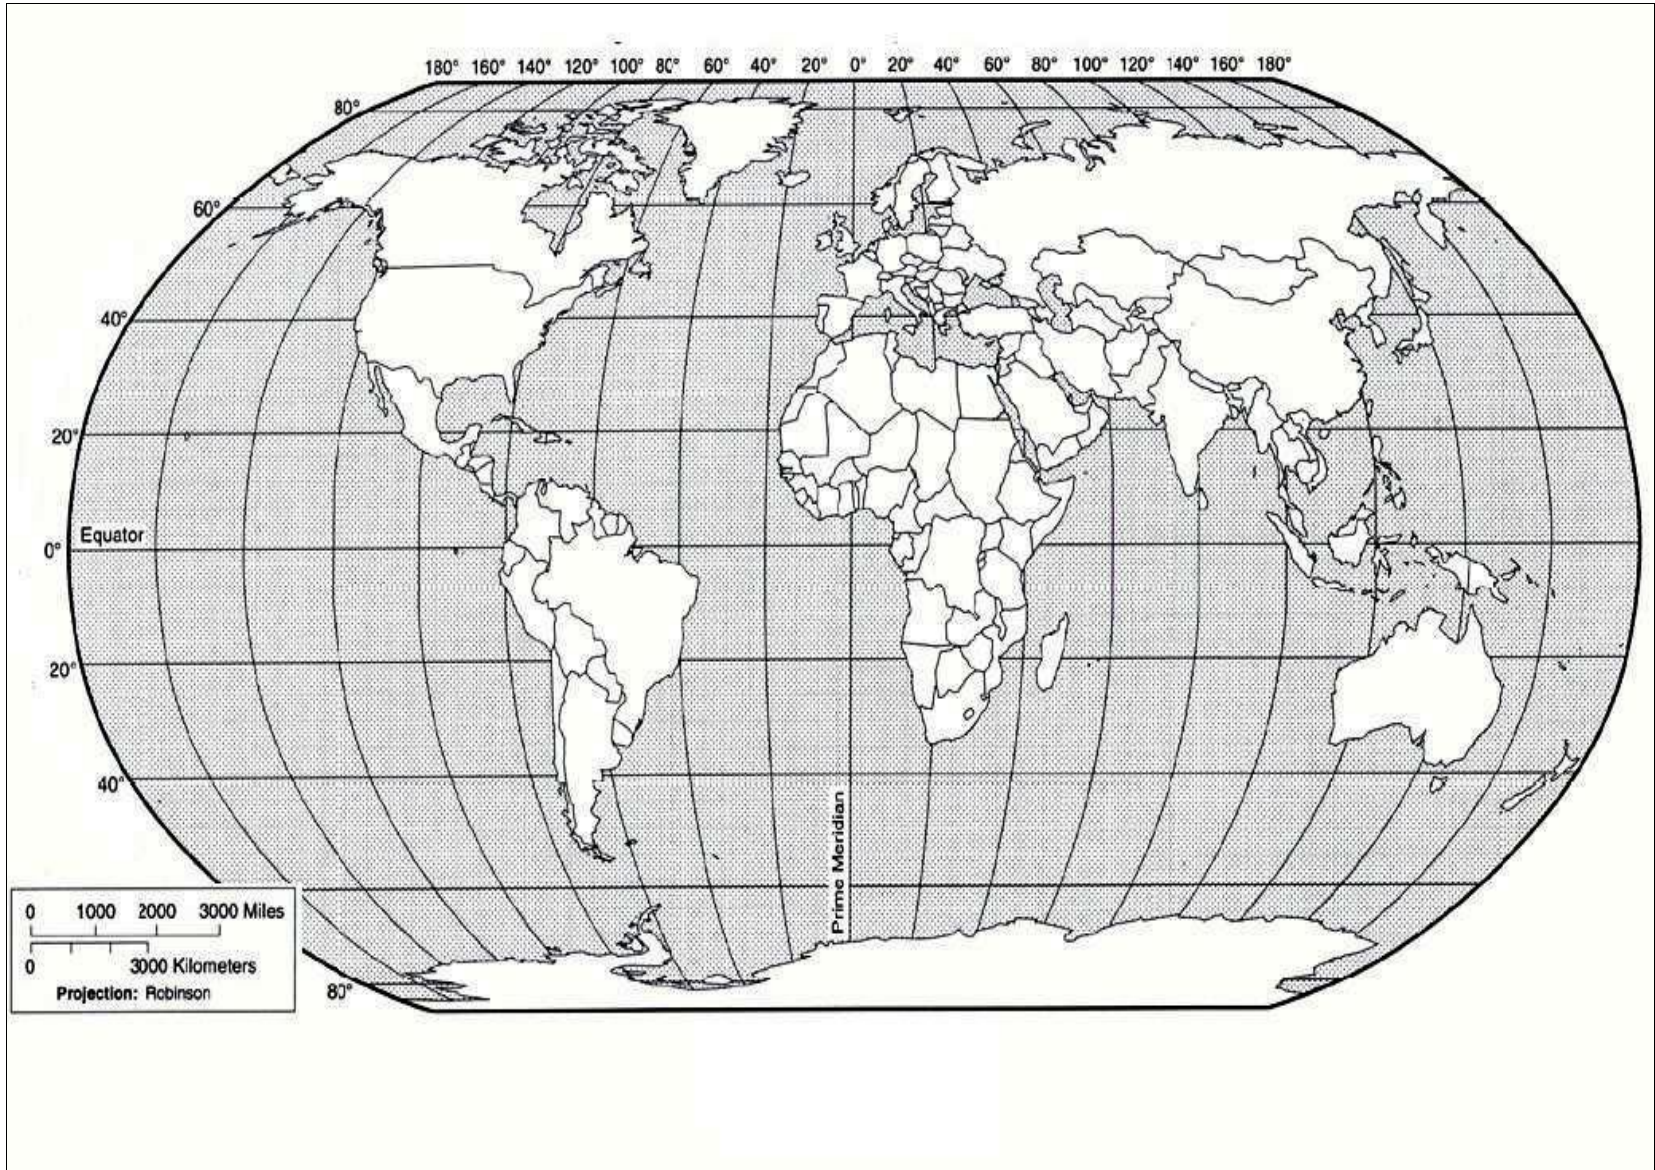 180° 160° 140° 120° 100° 80° 60° 40° 20° 0° 20° 40° 60° 80° 100° 120° 140° 160° 180°
80°
60°
40°
20°
Equator
0°
20°
40°
Prime Meridian
0 1000 2000 3000 Miles
0 3000 Kilometers
Projection: Robinson
80°